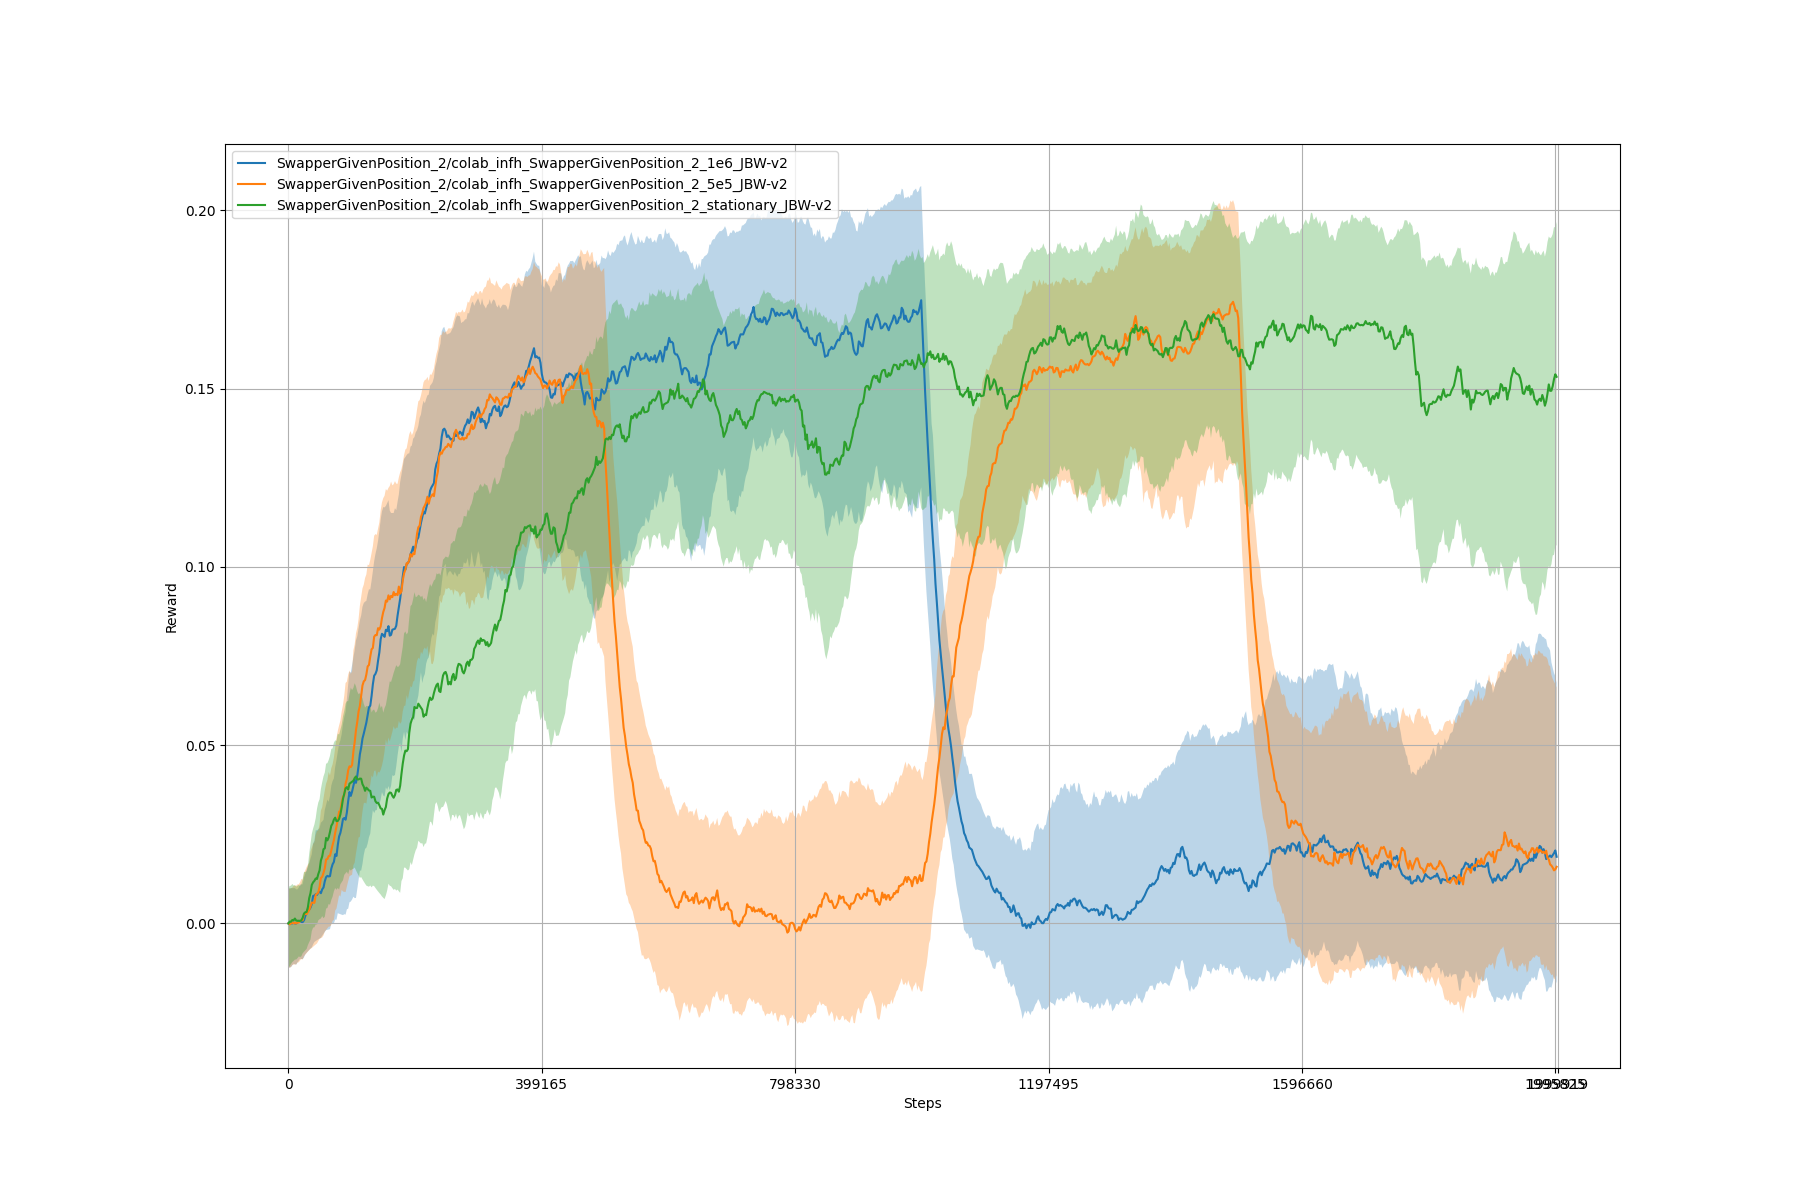 SwapperGivenPosition_2/colab_infh_SwapperGivenPosition_2_1e6_JBW-v2
SwapperGivenPosition_2/colab_infh_SwapperGivenPosition_2_5e5_JBW-v2
SwapperGivenPosition_2/colab_infh_SwapperGivenPosition_2_stationary_JBW-v2
0.20
0.15
0.10
0.05
0.00
Reward
0 399165 798330 1197495 1596660
Steps